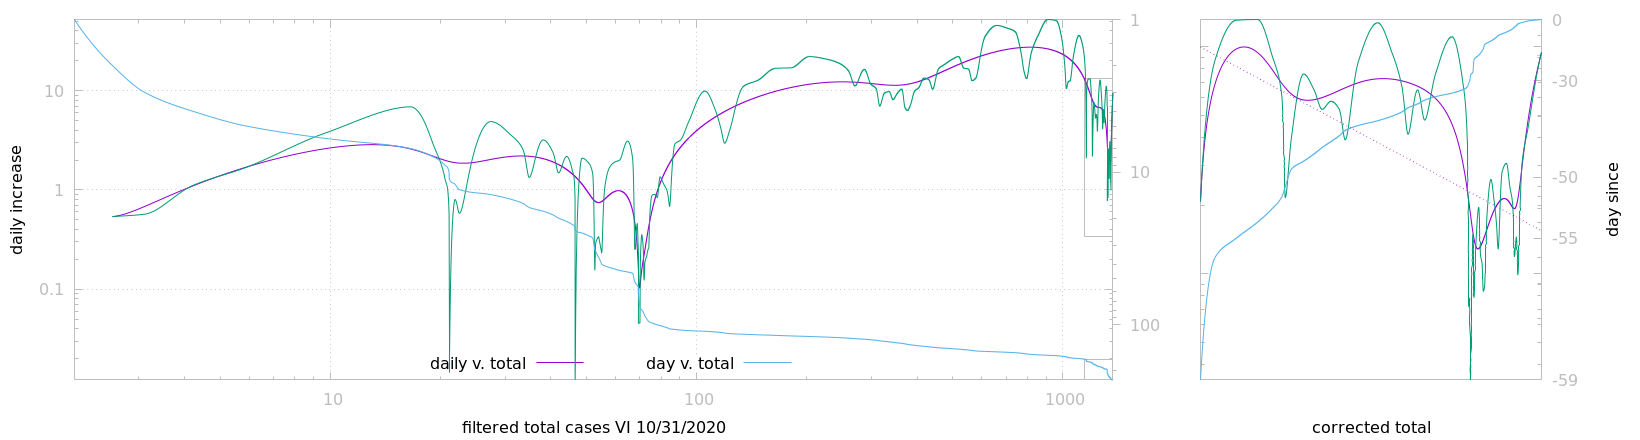 daily increase
10
1
0.1
daily v. total
day v. total
10
100
1000
filtered total cases VI 10/31/2020
1
10
100
0
-30
-50
-55
-59
day since
corrected total